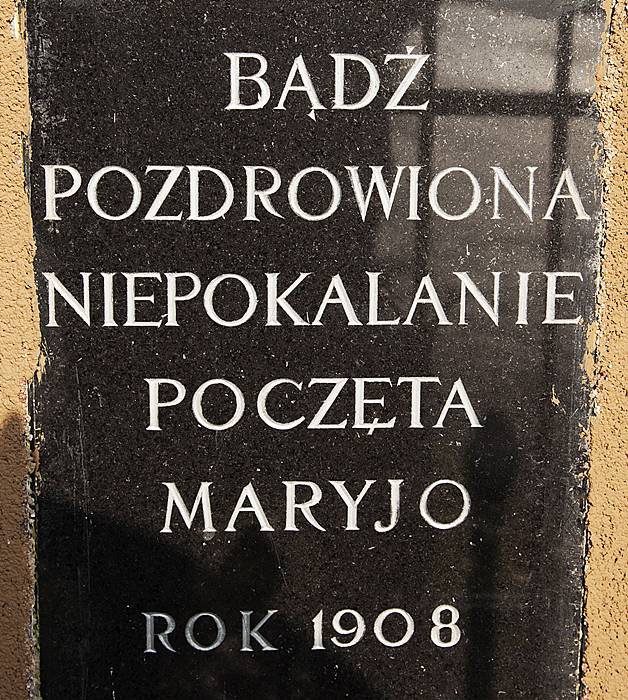 BĄDŹ
POZDROWIONA
NIEPOKALANIE
POCZĘTA
MARYJO
ROK 1908